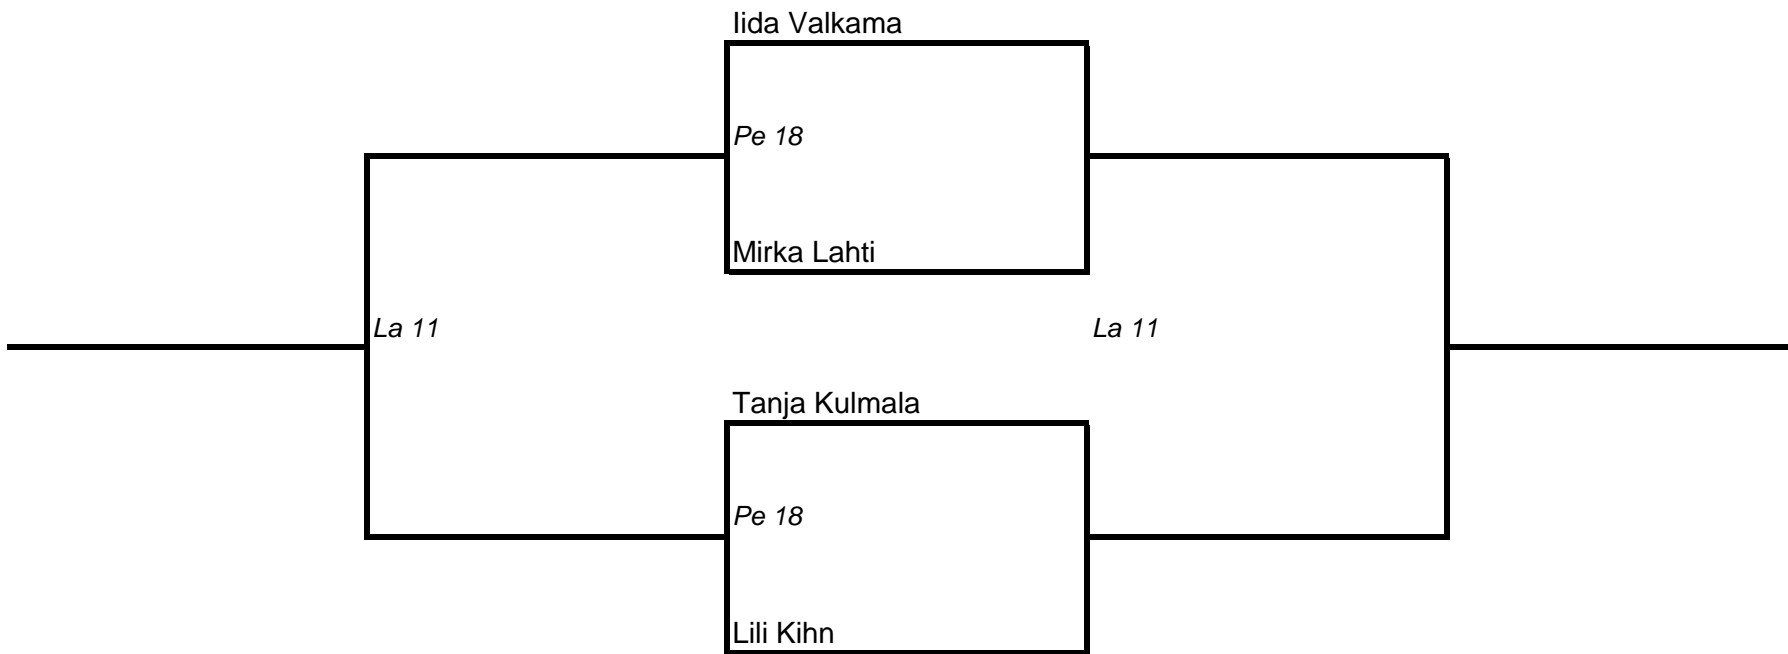 Iida Valkama
Pe 18
Mirka Lahti
La 11
La 11
Tanja Kulmala
Pe 18
Lili Kihn